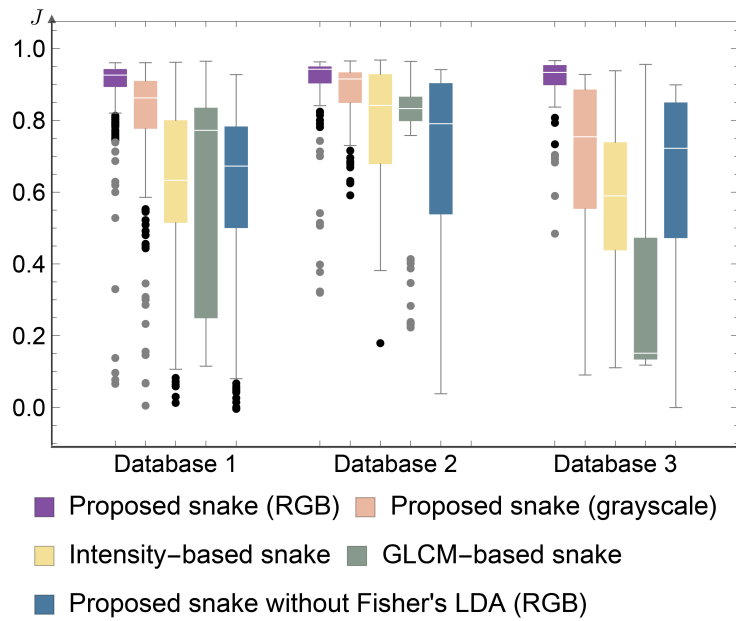 J
1.0
0.8
0.6
0.4
0.2
0.0
Database 1 Database 2 Database 3
Proposed snake (RGB) Proposed snake (grayscale)
Intensity−based snake GLCM−based snake
Proposed snake without Fisher's LDA (RGB)